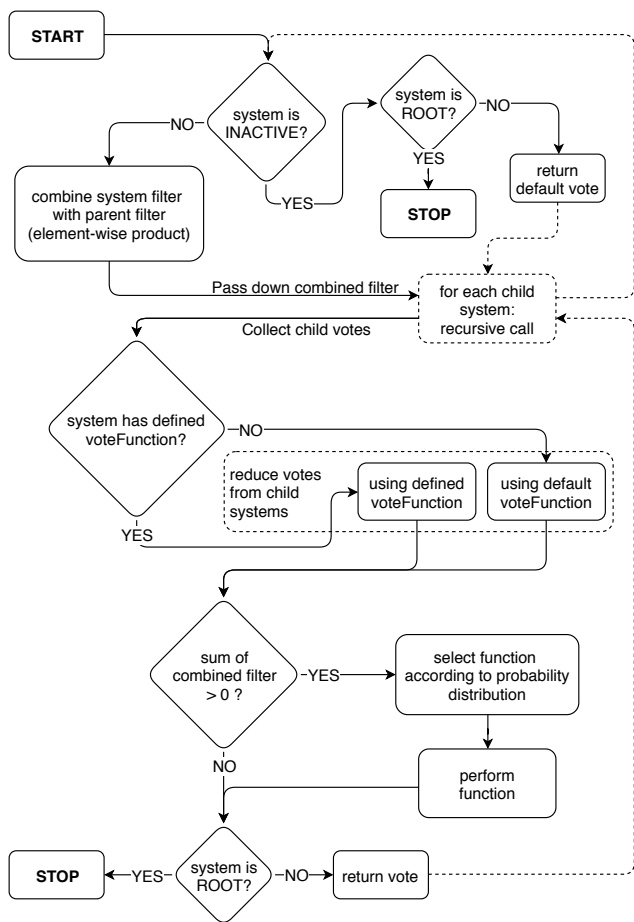 START
system is
INACTIVE?
system is
ROOT?
NO
NO
YES
YES
STOP
return
default vote
combine system filter
with parent filter
(element-wise product)
Pass down combined filter
for each child
system:
recursive call
Collect child votes
system has defined
voteFunction?
NO
YES
reduce votes
from child
systems
using defined
voteFunction
using default
voteFunction
sum of
combined filter
> 0 ?
YES
select function
according to probability
distribution
NO
perform
function
system is
ROOT?
YES
STOP
NO
return vote